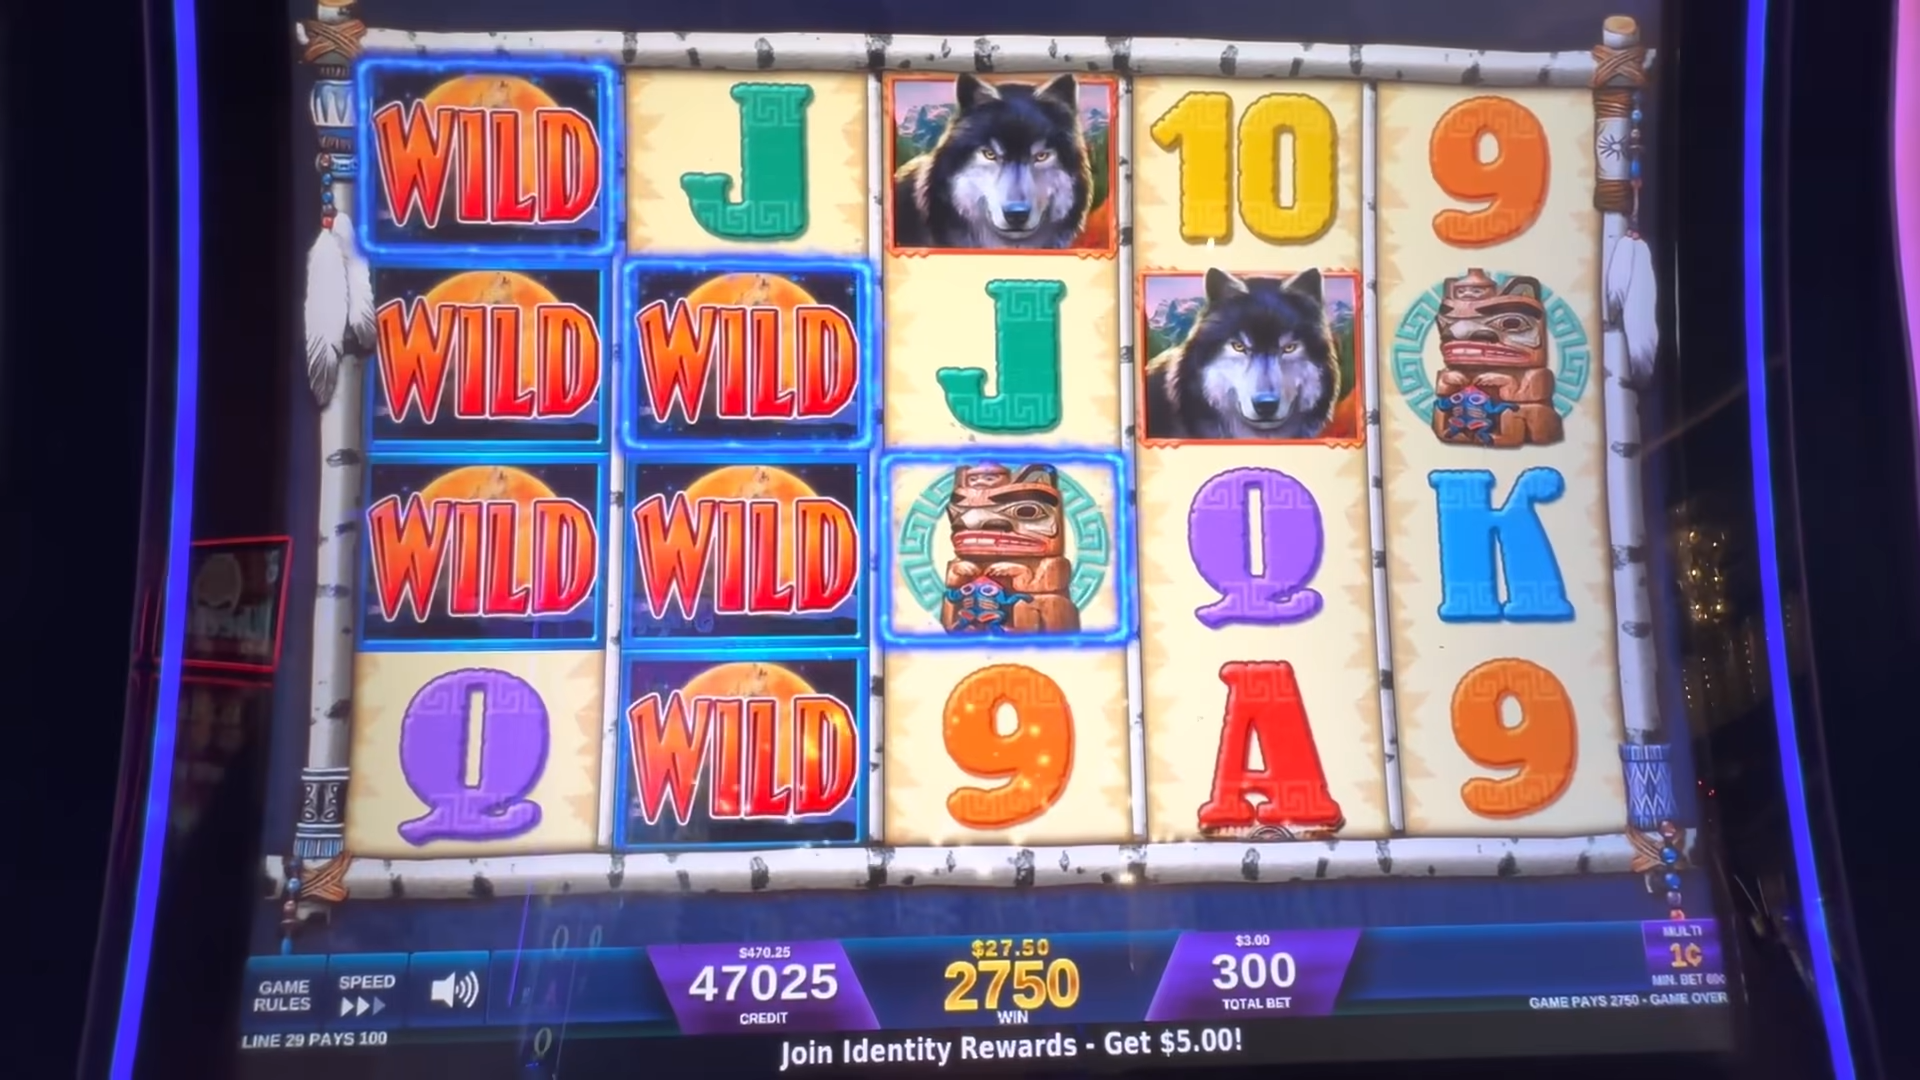 WILD J 10 9
WILD WILD J
WILD WILD Q K
Q WILD 9 A 9
GAME RULES
SPEED
$470.25
47025
CREDIT
$27.50
2750
WIN
$3.00
300
TOTAL BET
MULTI
1¢
MIN. BET 60¢
LINE 29 PAYS 100
GAME PAYS 2750 - GAME OVER
Join Identity Rewards - Get $5.00!